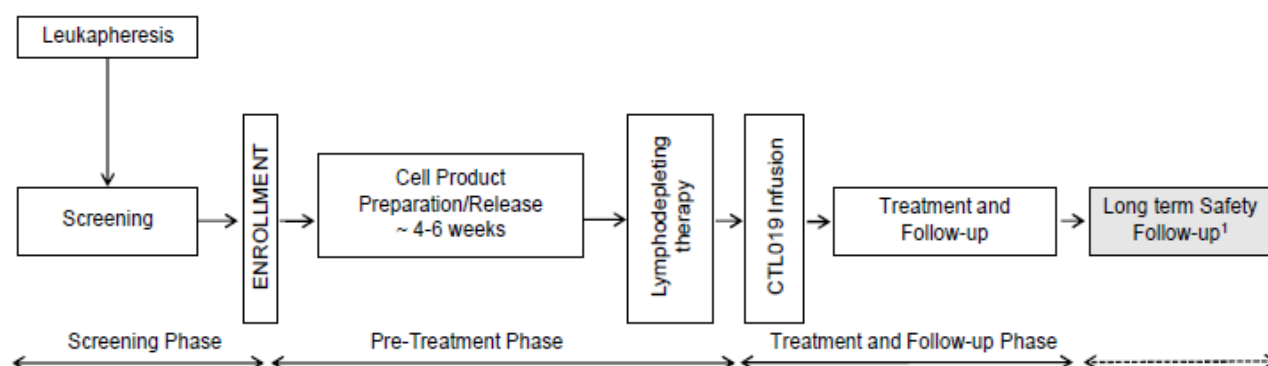 Leukapheresis
Screening
ENROLLMENT
Cell Product
Preparation/Release
~ 4-6 weeks
Lymphodepleting
therapy
CTL019 Infusion
Treatment and
Follow-up
Long term Safety
Follow-up¹
Screening Phase
Pre-Treatment Phase
Treatment and Follow-up Phase